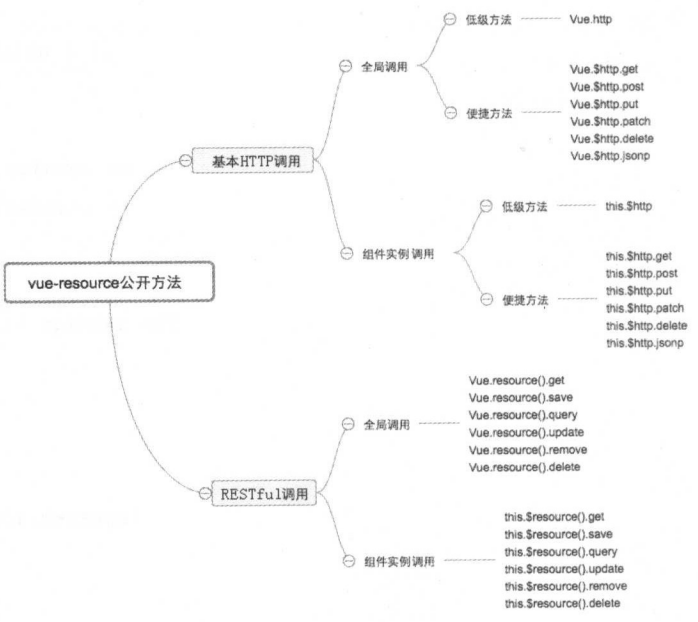 vue-resource公开方法
基本HTTP调用
全局调用
低级方法
Vue.http
便捷方法
Vue.$http.get
Vue.$http.post
Vue.$http.put
Vue.$http.patch
Vue.$http.delete
Vue.$http.jsonp
组件实例调用
低级方法
this.$http
便捷方法
this.$http.get
this.$http.post
this.$http.put
this.$http.patch
this.$http.delete
this.$http.jsonp
RESTful调用
全局调用
Vue.resource().get
Vue.resource().save
Vue.resource().query
Vue.resource().update
Vue.resource().remove
Vue.resource().delete
组件实例调用
this.$resource().get
this.$resource().save
this.$resource().query
this.$resource().update
this.$resource().remove
this.$resource().delete